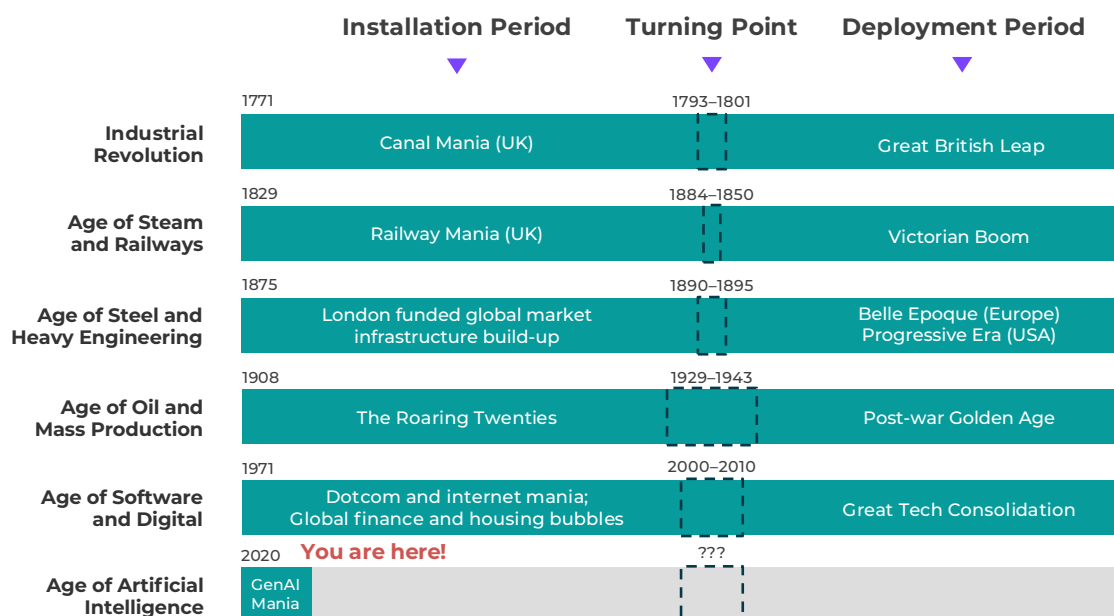 Installation Period
Turning Point
Deployment Period
1771
1793–1801
Industrial
Revolution
Canal Mania (UK)
Great British Leap
1829
1884–1850
Age of Steam
and Railways
Railway Mania (UK)
Victorian Boom
1875
1890–1895
Age of Steel and
Heavy Engineering
London funded global market
infrastructure build-up
Belle Epoque (Europe)
Progressive Era (USA)
1908
1929–1943
Age of Oil and
Mass Production
The Roaring Twenties
Post-war Golden Age
1971
2000–2010
Age of Software
and Digital
Dotcom and internet mania;
Global finance and housing bubbles
Great Tech Consolidation
2020
You are here!
???
Age of Artificial
Intelligence
GenAI
Mania